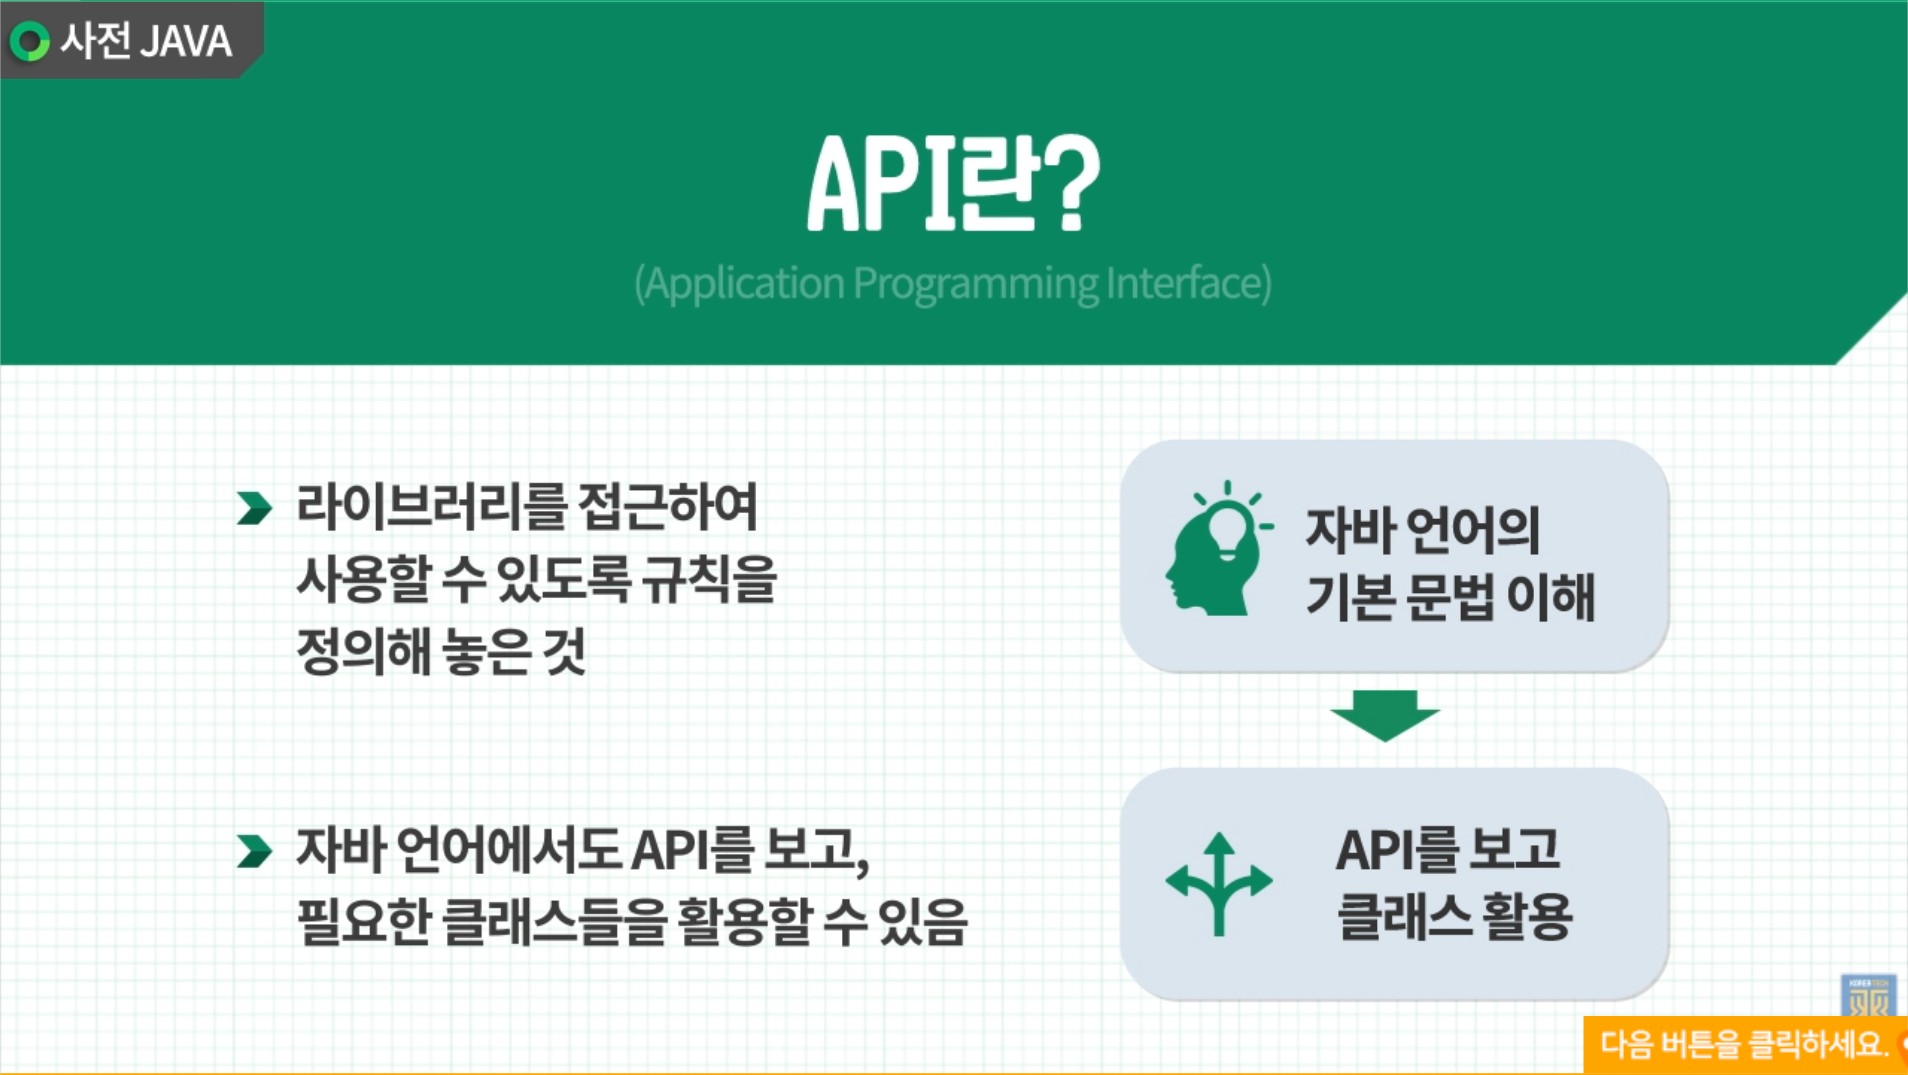 사전 JAVA
API란?
(Application Programming Interface)
라이브러리를 접근하여
사용할 수 있도록 규칙을
정의해 놓은 것
자바 언어에서도 API를 보고,
필요한 클래스들을 활용할 수 있음
자바 언어의
기본 문법 이해
API를 보고
클래스 활용
KOREATECH
다음 버튼을 클릭하세요.